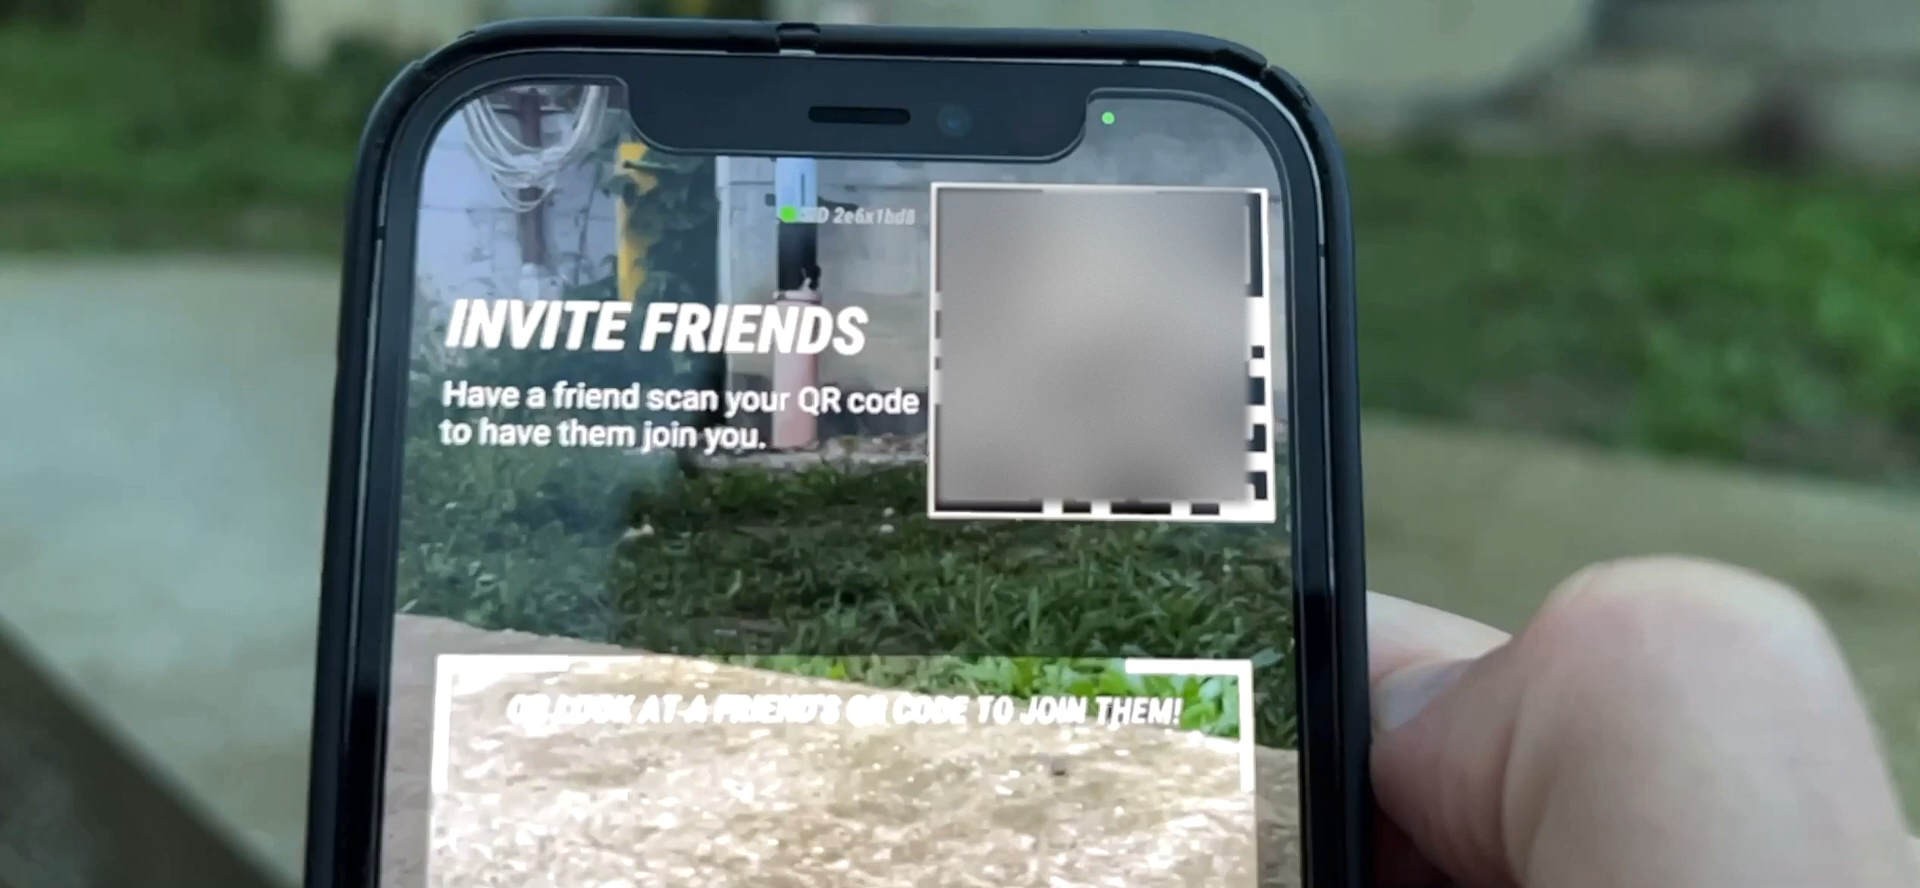 2e6x1bd8
INVITE FRIENDS
Have a friend scan your QR code
to have them join you.
OR LOOK AT A FRIEND'S QR CODE TO JOIN THEM!